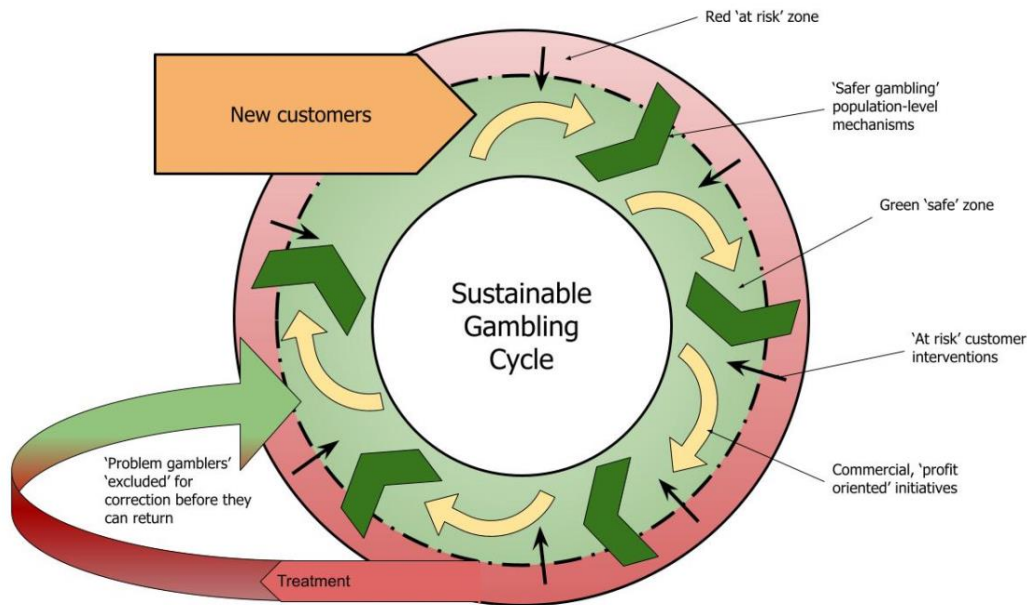 Red ‘at risk’ zone
New customers
‘Safer gambling’
population-level
mechanisms
Green ‘safe’ zone
Sustainable
Gambling
Cycle
‘At risk’ customer
interventions
‘Problem gamblers’
‘excluded’ for
correction before they
can return
Commercial, ‘profit
oriented’ initiatives
Treatment